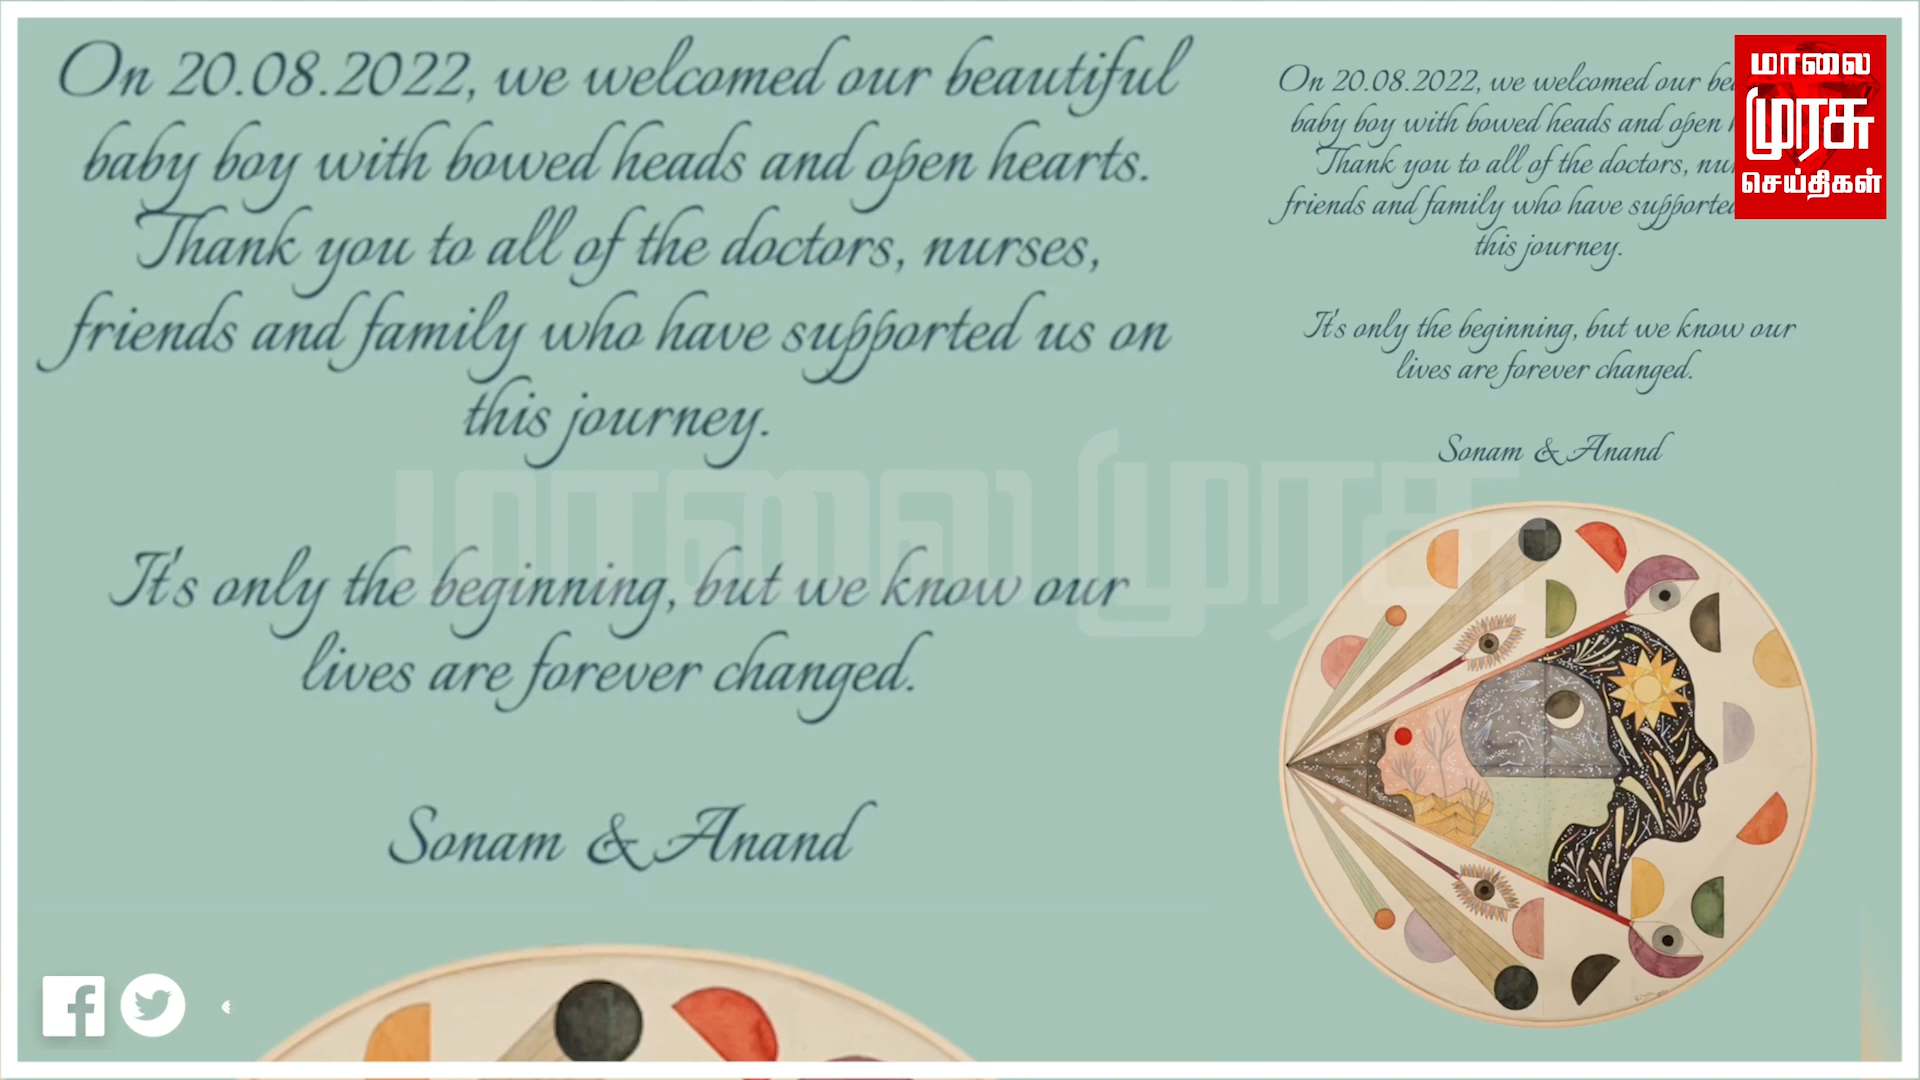 On 20.08.2022, we welcomed our beautiful
baby boy with bowed heads and open hearts.
Thank you to all of the doctors, nurses,
friends and family who have supported us on
this journey.
It's only the beginning, but we know our
lives are forever changed.
Sonam & Anand
On 20.08.2022, we welcomed our
baby boy with bowed heads and open
Thank you to all of the doctors,
friends and family who have supported
this journey.
It's only the beginning, but we know our
lives are forever changed.
Sonam & Anand
மாலை
முரசு
செய்திகள்
மாலை முரசு